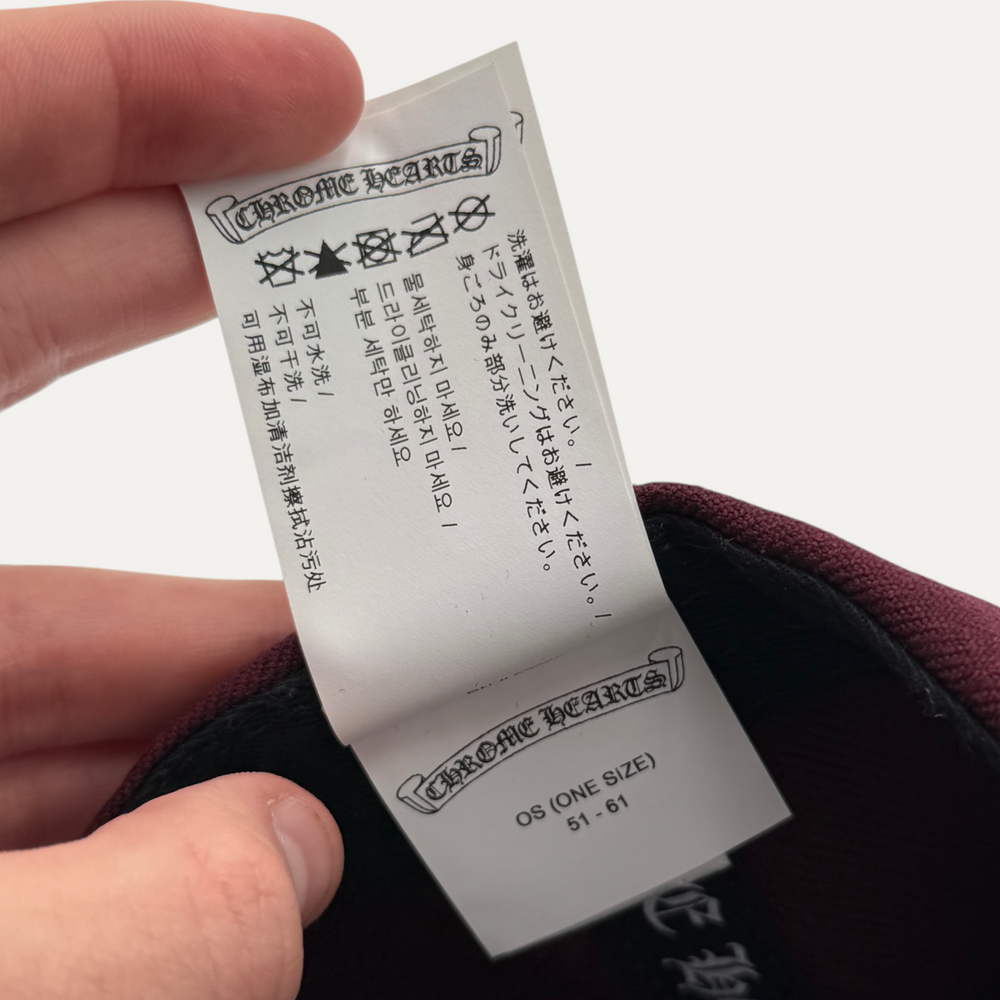 CHROME HEARTS
洗濯はお避けください。/
ドライクリーニングはお避けください。/
身ごろのみ部分洗いしてください。
물세탁하지 마세요 /
드라이클리닝하지 마세요 /
부분 세탁만 하세요
不可水洗 /
不可干洗 /
可用湿布加清洁剂擦拭沾污处
CHROME HEARTS
OS (ONE SIZE)
51 - 61